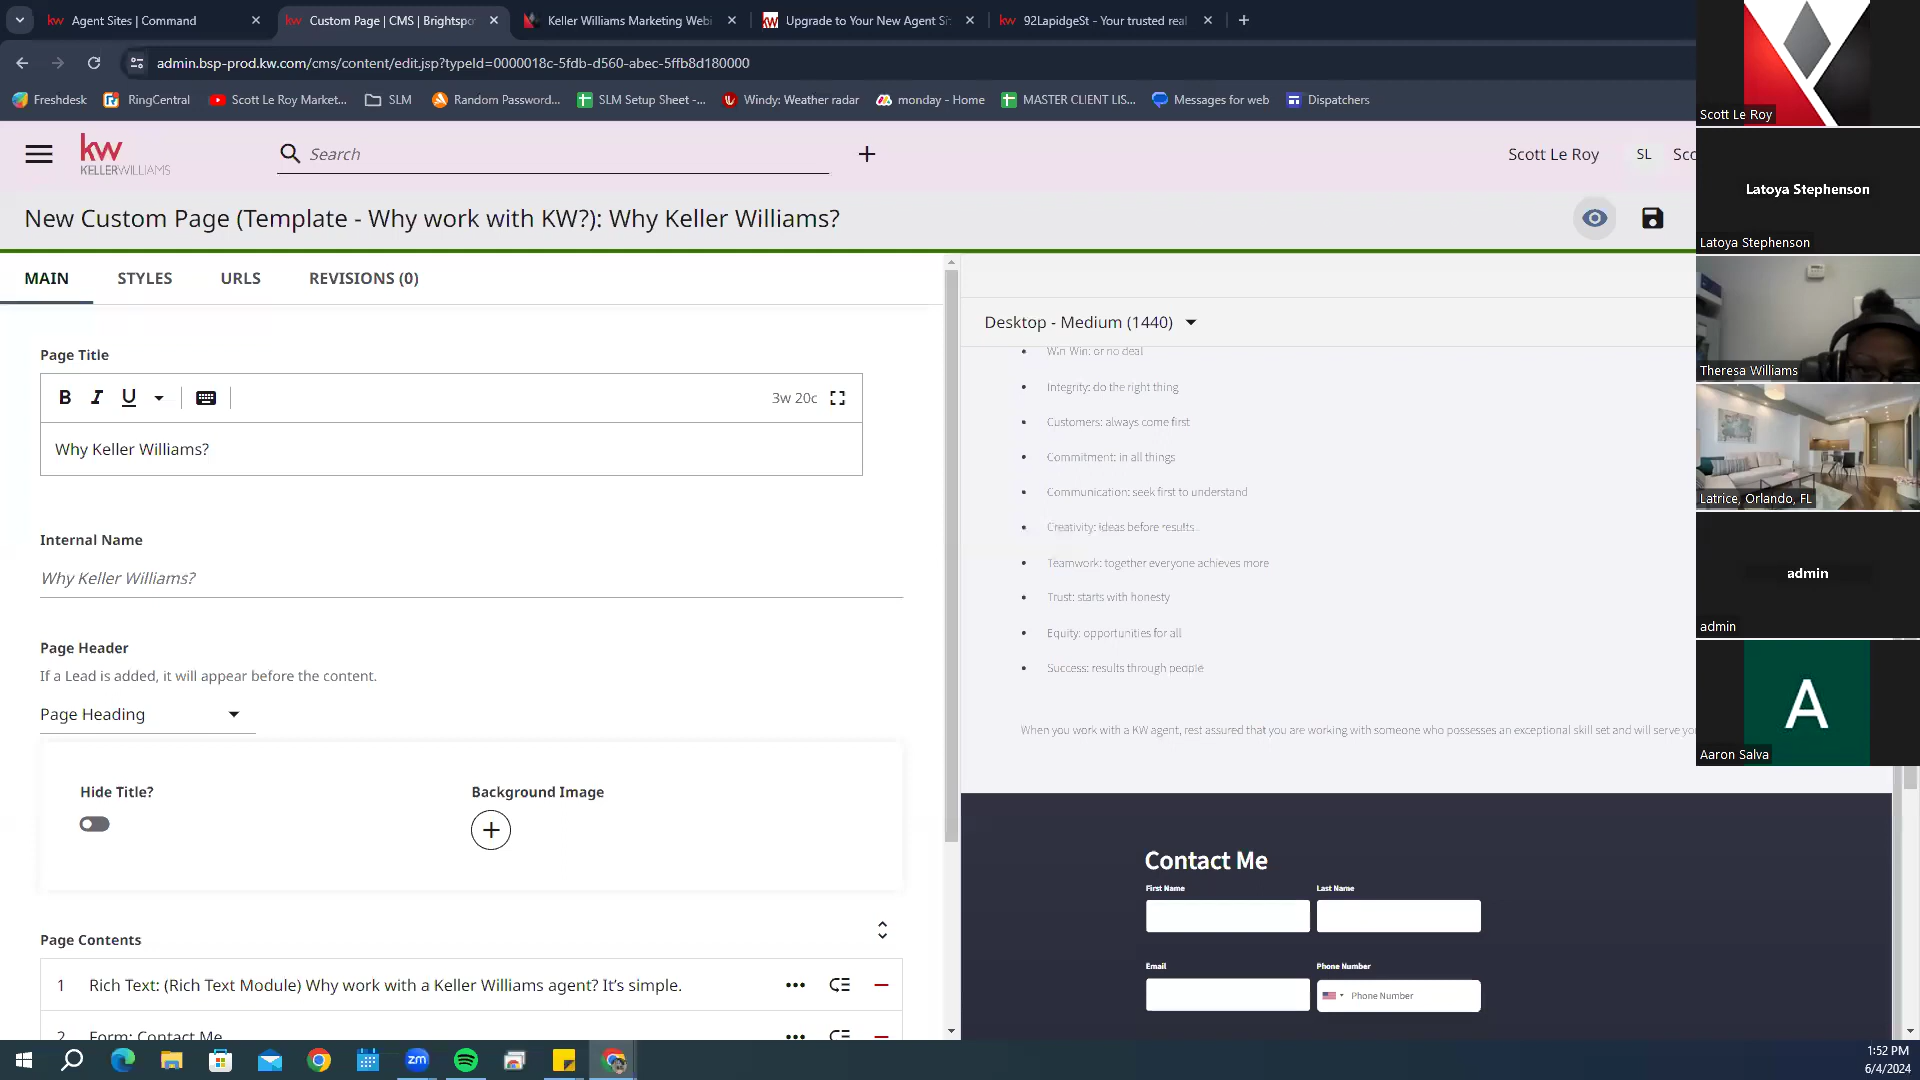 Agent Sites | Command
Custom Page | CMS | Brightspo
Keller Williams Marketing Webi
Upgrade to Your New Agent Si
92LapidgeSt - Your trusted real
admin.bsp-prod.kw.com/cms/content/edit.jsp?typeId=0000018c-5fdb-d560-abec-5ffb8d180000
Freshdesk
RingCentral
Scott Le Roy Market...
SLM
Random Password...
SLM Setup Sheet -...
Windy: Weather radar
monday - Home
MASTER CLIENT LIS...
Messages for web
Dispatchers
kw
KELLERWILLIAMS
Search
Scott Le Roy
SL
Sco
New Custom Page (Template - Why work with KW?): Why Keller Williams?
MAIN
STYLES
URLS
REVISIONS (0)
Page Title
B I U
3w 20c
Why Keller Williams?
Internal Name
Why Keller Williams?
Page Header
If a Lead is added, it will appear before the content.
Page Heading
Hide Title?
Background Image
Page Contents
1 Rich Text: (Rich Text Module) Why work with a Keller Williams agent? It's simple.
2 Form: Contact Me
Desktop - Medium (1440)
Win Win: or no deal
Integrity: do the right thing
Customers: always come first
Commitment: in all things
Communication: seek first to understand
Creativity: ideas before results
Teamwork: together everyone achieves more
Trust: starts with honesty
Equity: opportunities for all
Success: results through people
When you work with a KW agent, rest assured that you are working with someone who possesses an exceptional skill set and will serve yo
Contact Me
First Name
Last Name
Email
Phone Number
Phone Number
Scott Le Roy
Latoya Stephenson
Latoya Stephenson
Theresa Williams
Latrice, Orlando, FL
admin
admin
A
Aaron Salva
zm
1:52 PM
6/4/2024